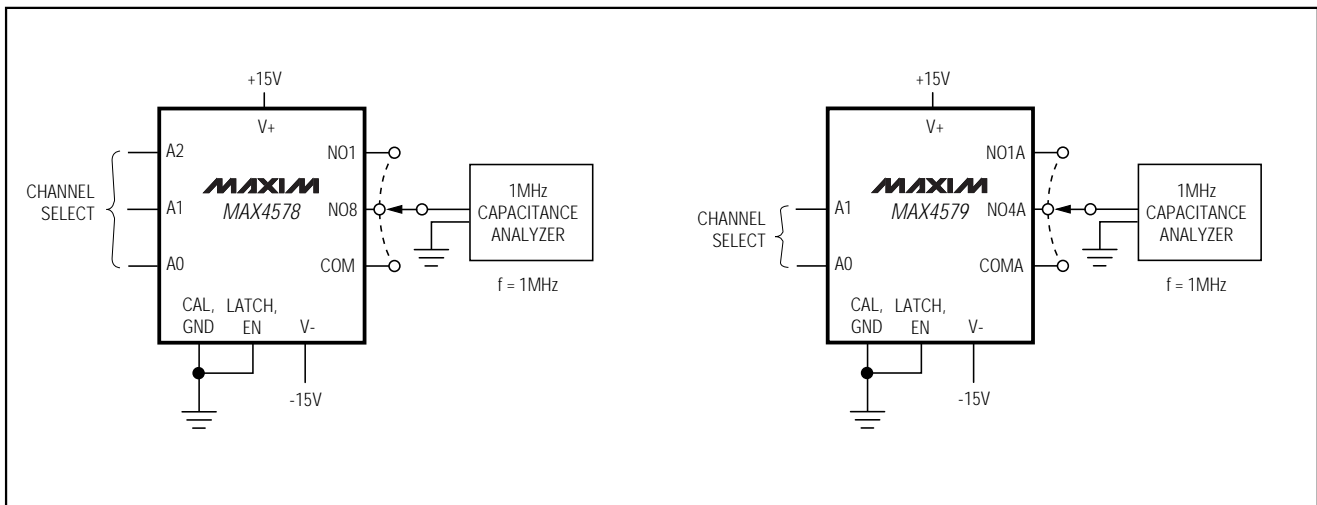 +15V
V+
A2
NO1
CHANNEL
SELECT
MAXIM
MAX4578
A1
NO8
1MHz
CAPACITANCE
ANALYZER
A0
COM
f = 1MHz
CAL,
GND
LATCH,
EN
V-
-15V
+15V
V+
NO1A
MAXIM
MAX4579
CHANNEL
SELECT
A1
NO4A
1MHz
CAPACITANCE
ANALYZER
A0
COMA
f = 1MHz
CAL,
GND
LATCH,
EN
V-
-15V